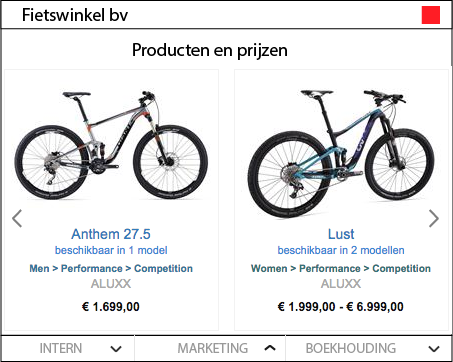 Fietswinkel bv
Producten en prijzen
Anthem 27.5
beschikbaar in 1 model
Men > Performance > Competition
ALUXX
€ 1.699,00
Lust
beschikbaar in 2 modellen
Women > Performance > Competition
ALUXX
€ 1.999,00 - € 6.999,00
INTERN
MARKETING
BOEKHOUDING